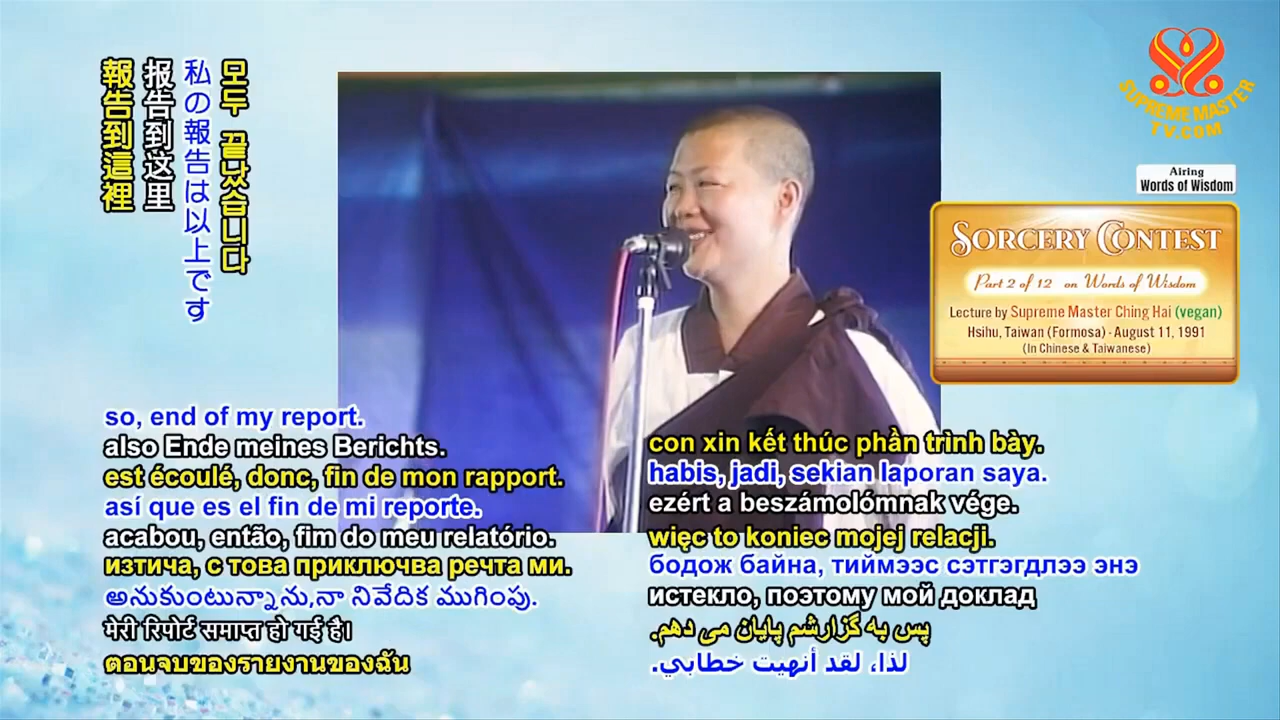 報告到這裡
报告到这里
私の報告は以上です
모두 끝났습니다
SUPREME MASTER
TV.COM
Airing
Words of Wisdom
SORCERY CONTEST
Part 2 of 12 on Words of Wisdom
Lecture by Supreme Master Ching Hai (vegan)
Hsihu, Taiwan (Formosa) - August 11, 1991
(In Chinese & Taiwanese)
so, end of my report.
also Ende meines Berichts.
est écoulé, donc, fin de mon rapport.
así que es el fin de mi reporte.
acabou, então, fim do meu relatório.
изтича, с това приключва речта ми.
అనుకుంటున్నాను,నా నివేదిక ముగింపు.
मेरी रिपोर्ट समाप्त हो गई है।
ตอนจบของรายงานของฉัน
con xin kết thúc phần trình bày.
habis, jadi, sekian laporan saya.
ezért a beszámolómnak vége.
więc to koniec mojej relacji.
бодож байна, тиймээс сэтгэгдлээ энэ
истекло, поэтому мой доклад
پس به گزارشم پایان می دهم.
لذا، لقد أنهيت خطابي.